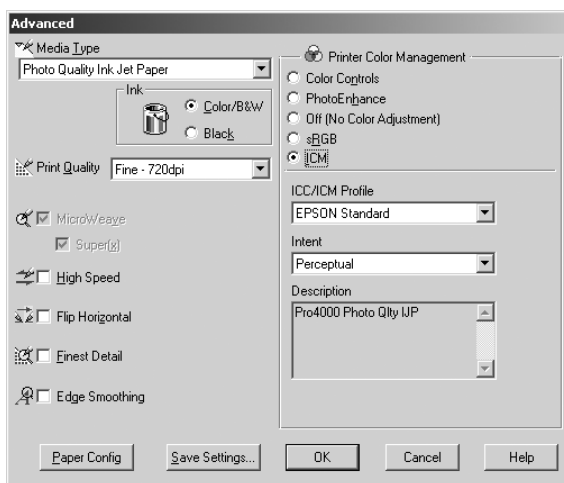 Advanced
Media Type
Photo Quality Ink Jet Paper
Ink
Color/B&W
Black
Print Quality
Fine - 720dpi
MicroWeave
Super(x)
High Speed
Flip Horizontal
Finest Detail
Edge Smoothing
Printer Color Management
Color Controls
PhotoEnhance
Off (No Color Adjustment)
sRGB
ICM
ICC/ICM Profile
EPSON Standard
Intent
Perceptual
Description
Pro4000 Photo Qlty IJP
Paper Config
Save Settings...
OK
Cancel
Help